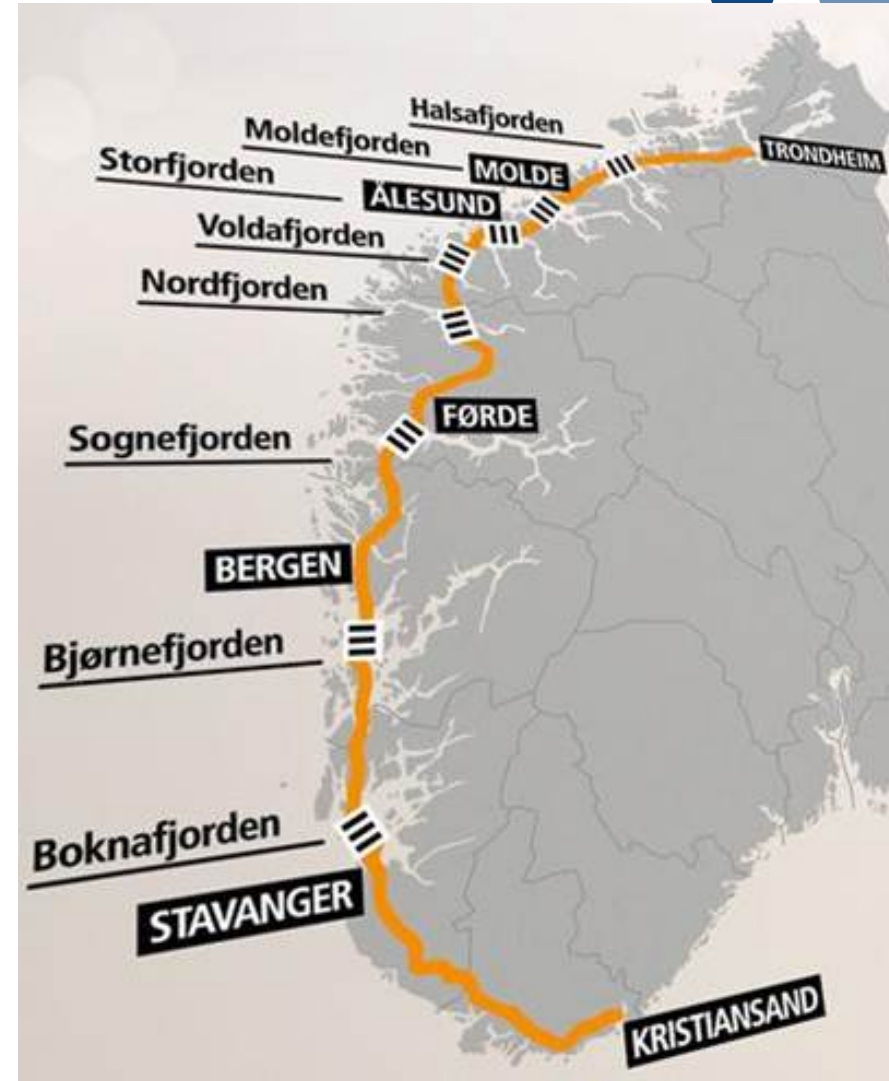 Halsafjorden
Moldefjorden
TRONDHEIM
Storfjorden
MOLDE
ÅLESUND
Voldafjorden
Nordfjorden
FØRDE
Sognefjorden
BERGEN
Bjørnefjorden
Boknafjorden
STAVANGER
KRISTIANSAND